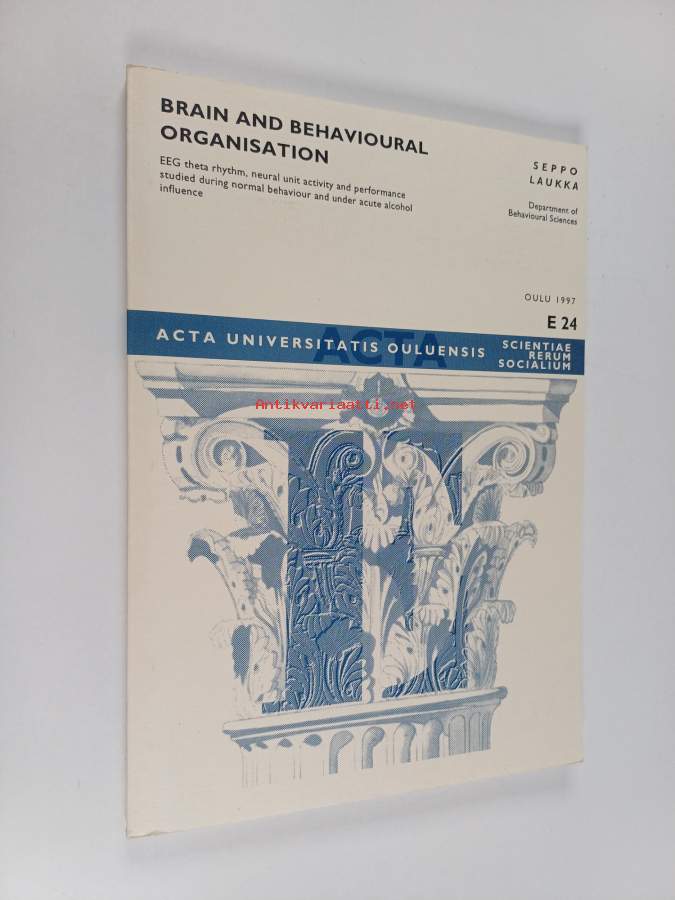 BRAIN AND BEHAVIOURAL
ORGANISATION
EEG theta rhythm, neural unit activity and performance
studied during normal behaviour and under acute alcohol
influence
SEPPO
LAUKKA
Department of
Behavioural Sciences
OULU 1997
E 24
ACTA
ACTA UNIVERSITATIS OULUENSIS
SCIENTIAE
RERUM
SOCIALIUM
Antikvariaatti.net